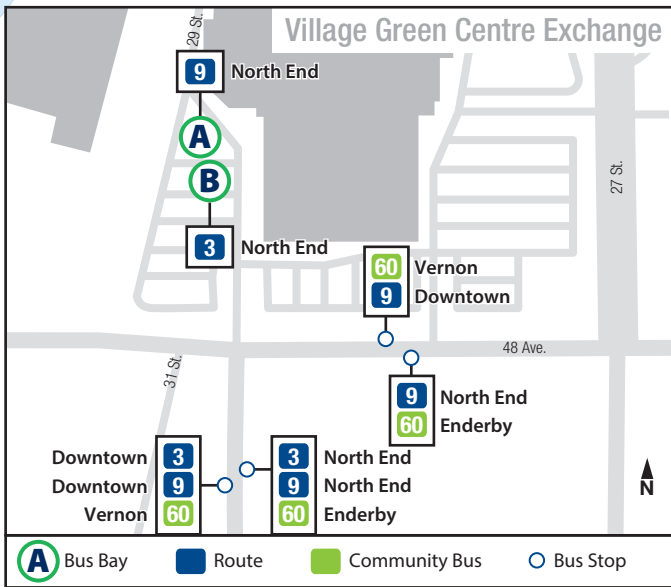 Village Green Centre Exchange
29 St.
9 North End
A
B
3 North End
27 St.
60 Vernon
9 Downtown
48 Ave.
31 St.
9 North End
60 Enderby
Downtown 3
Downtown 9
Vernon 60
3 North End
9 North End
60 Enderby
N
A Bus Bay Route Community Bus Bus Stop